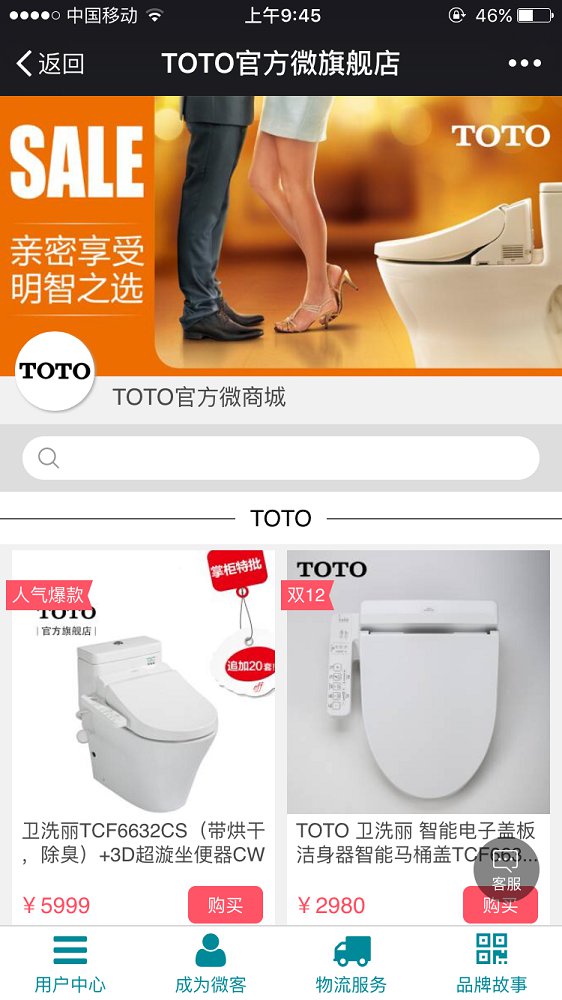 中国移动
上午9:45
46%
返回
TOTO官方微旗舰店
SALE
TOTO
亲密享受
明智之选
TOTO
TOTO官方微商城
TOTO
掌柜特批
人气爆款
TOTO
官方旗舰店
追加20套!
卫洗丽TCF6632CS（带烘干
，除臭）+3D超漩坐便器CW
¥5999
购买
双12
TOTO
TOTO 卫洗丽 智能电子盖板
洁身器智能马桶盖TCF663...
¥2980
购买
客服
用户中心
成为微客
物流服务
品牌故事